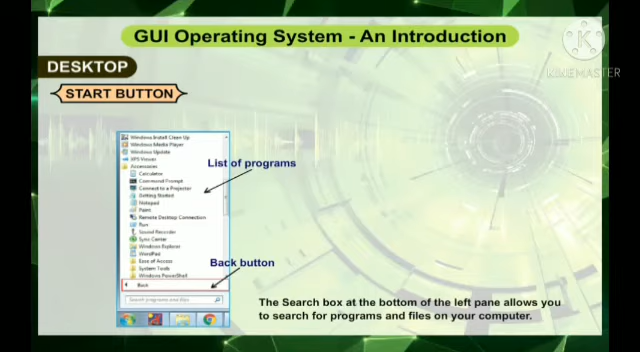 GUI Operating System - An Introduction
KINEMASTER
DESKTOP
START BUTTON
Windows Install Clean Up
Windows Media Player
Windows Update
XPS Viewer
Accessories
Calculator
Command Prompt
Connect to a Projector
Getting Started
Notepad
Paint
Remote Desktop Connection
Run
Sound Recorder
Sync Center
Windows Explorer
WordPad
Ease of Access
System Tools
Windows PowerShell
Back
Search programs and files
List of programs
Back button
The Search box at the bottom of the left pane allows you
to search for programs and files on your computer.